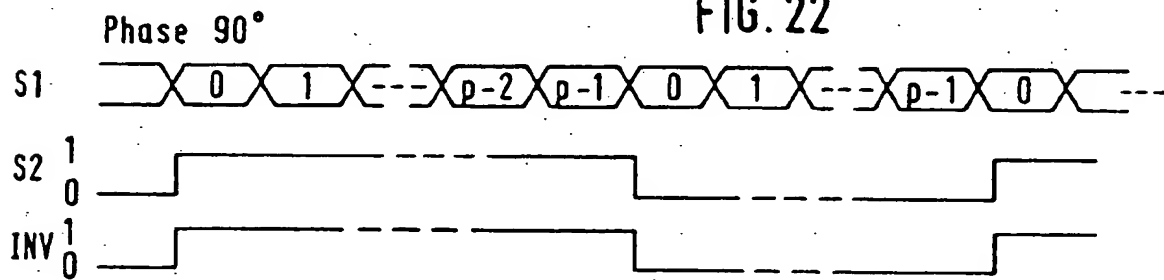 FIG. 22
Phase 90°
S1 0 1 p-2 p-1 0 1 p-1 0
S2 1 0
INV 1 0